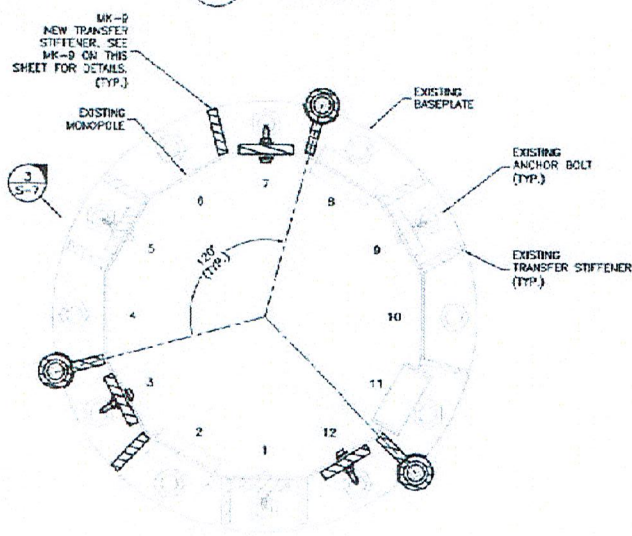 MK-9
NEW TRANSFER
STIFFENER, SEE
MK-9 ON THIS
SHEET FOR DETAILS.
(TYP.)
EXISTING
MONOPOLE
EXISTING
BASEPLATE
EXISTING
ANCHOR BOLT
(TYP.)
EXISTING
TRANSFER STIFFENER
(TYP.)
3
S-7
120°
(TYP.)
7
6
8
5
9
4
10
3
11
2
12
1